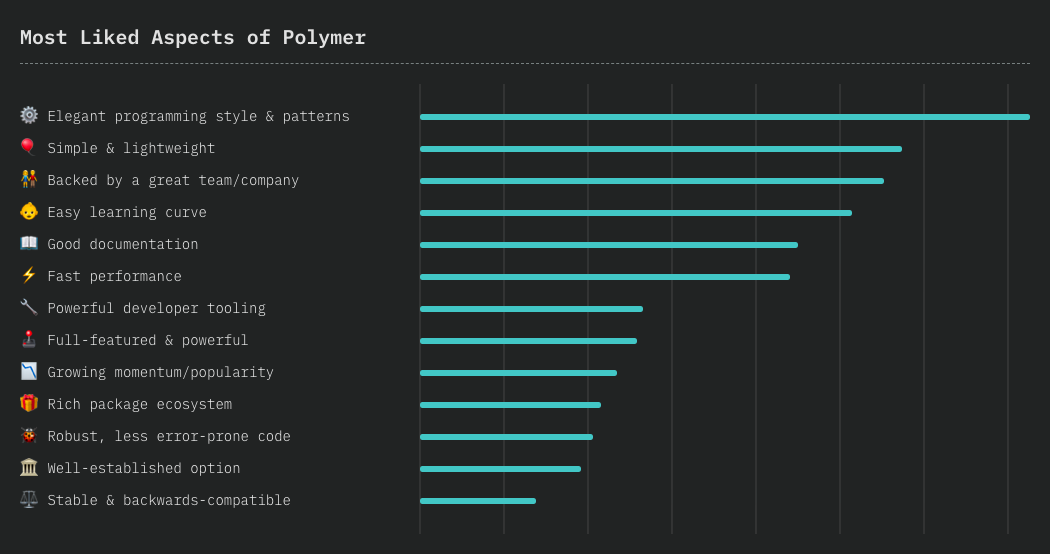 Most Liked Aspects of Polymer
Elegant programming style & patterns
Simple & lightweight
Backed by a great team/company
Easy learning curve
Good documentation
Fast performance
Powerful developer tooling
Full-featured & powerful
Growing momentum/popularity
Rich package ecosystem
Robust, less error-prone code
Well-established option
Stable & backwards-compatible